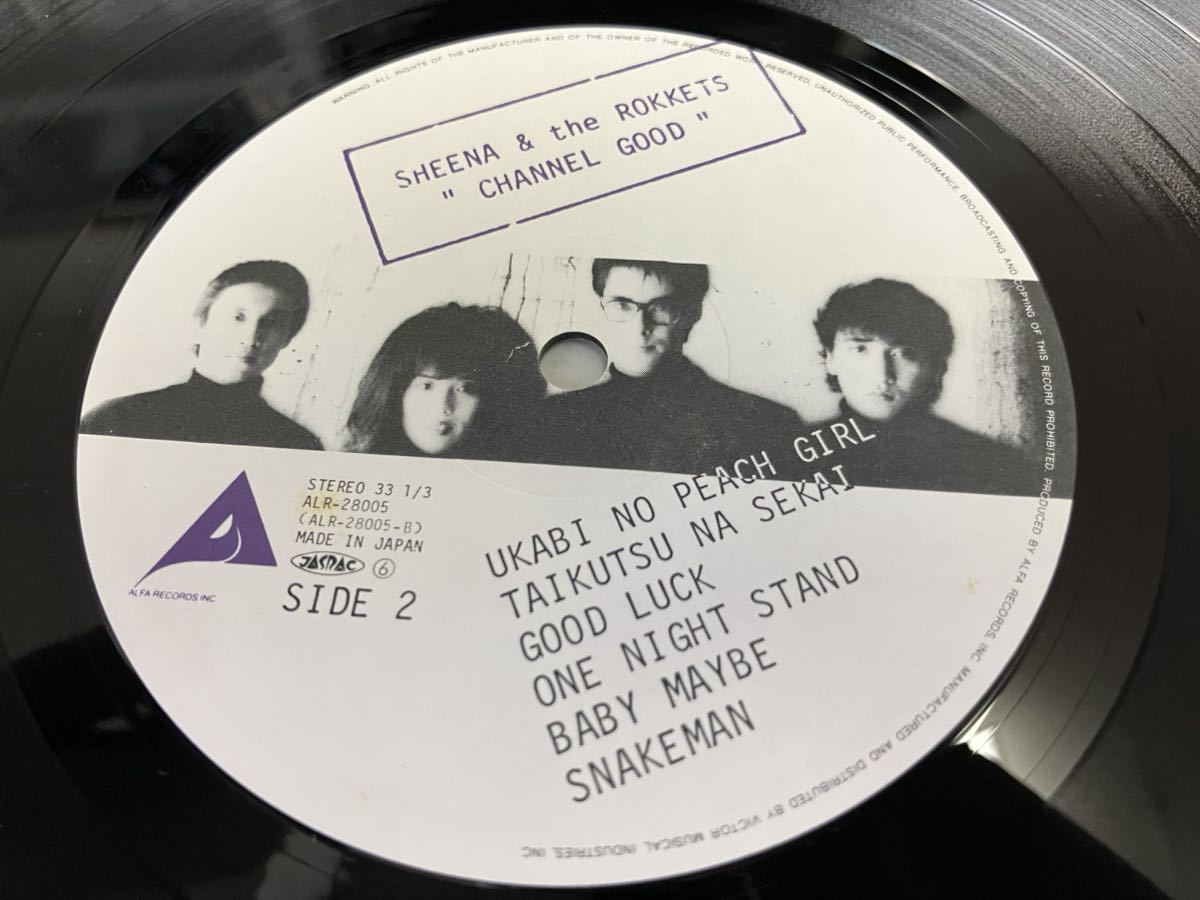 WARNING: ALL RIGHTS OF THE MANUFACTURER AND OF THE OWNER OF THE RECORDED WORK RESERVED. UNAUTHORIZED PUBLIC PERFORMANCE, BROADCASTING AND COPYING OF THIS RECORD PROHIBITED. PRODUCED BY ALFA RECORDS, INC. MANUFACTURED AND DISTRIBUTED BY VICTOR MUSICAL INDUSTRIES, INC.
SHEENA & the ROKKETS
" CHANNEL GOOD "
ALFA RECORDS INC
STEREO 33 1/3
ALR-28005
(ALR-28005-B)
MADE IN JAPAN
JASRAC ⑥
SIDE 2
UKABI NO PEACH GIRL
TAIKUTSU NA SEKAI
GOOD LUCK
ONE NIGHT STAND
BABY MAYBE
SNAKEMAN